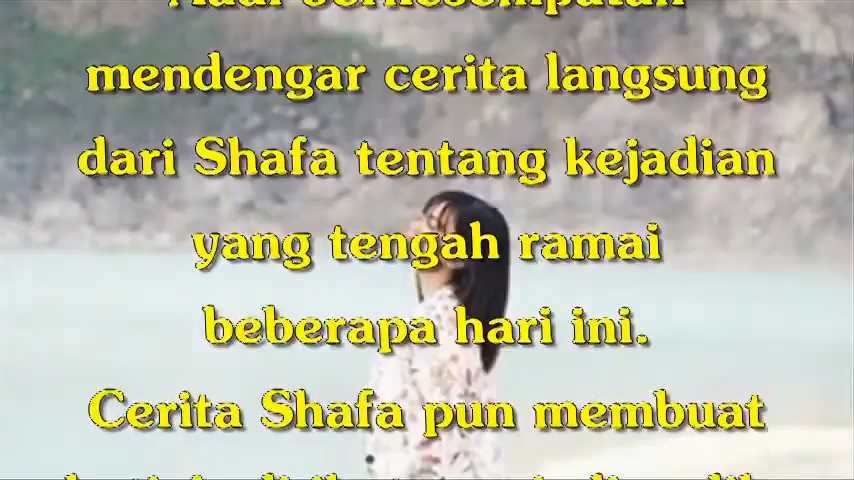 mendengar cerita langsung
dari Shafa tentang kejadian
yang tengah ramai
beberapa hari ini.
Cerita Shafa pun membuat